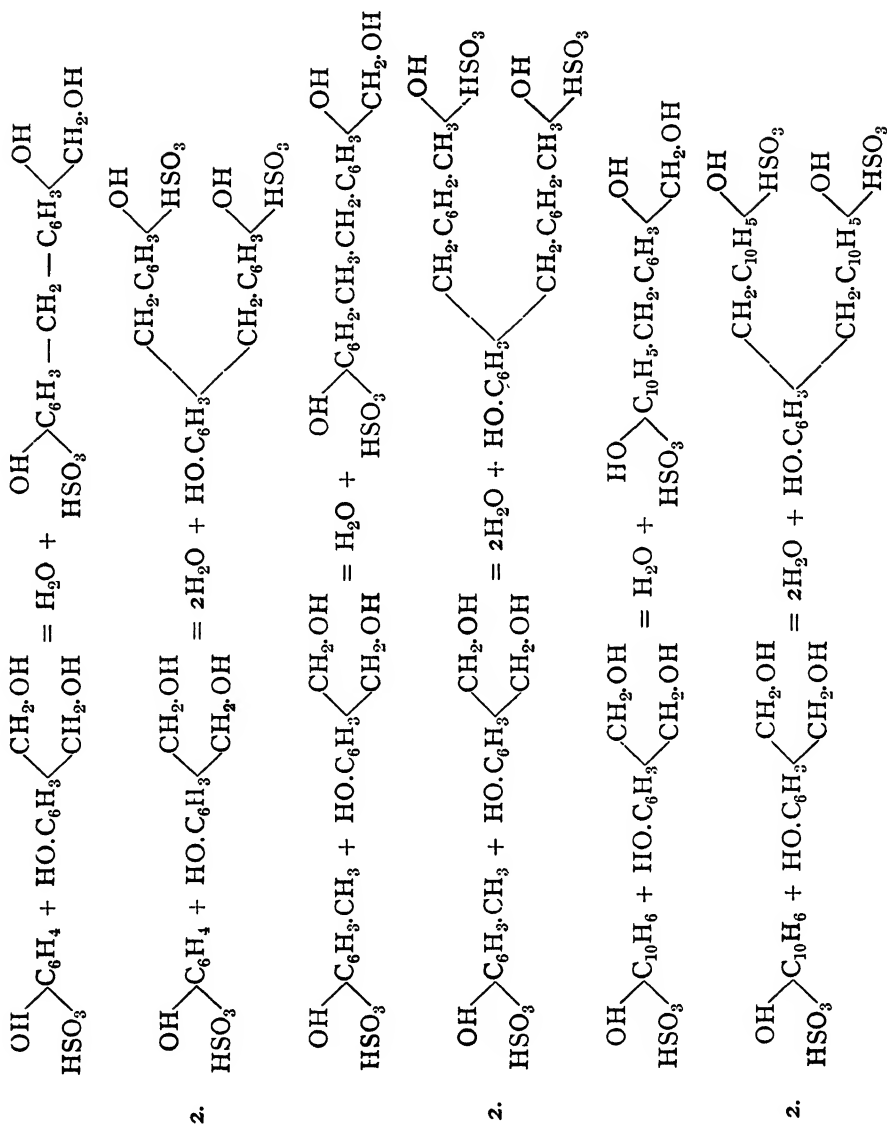 OH CH₂.OH OH OH
C₆H₄ + HO.C₆H₃ = H₂O + C₆H₃ — CH₂ — C₆H₃
HSO₃ CH₂.OH HSO₃ CH₂.OH
OH
CH₂.C₆H₃
OH CH₂.OH HSO₃
2. C₆H₄ + HO.C₆H₃ = 2H₂O + HO.C₆H₃
HSO₃ CH₂.OH OH
CH₂.C₆H₃
HSO₃
OH CH₂.OH OH OH
C₆H₃.CH₃ + HO.C₆H₃ = H₂O + C₆H₂.CH₃.CH₂.C₆H₃
HSO₃ CH₂.OH HSO₃ CH₂.OH
OH
CH₂.C₆H₂.CH₃
OH CH₂.OH HSO₃
2. C₆H₃.CH₃ + HO.C₆H₃ = 2H₂O + HO.C₆H₃
HSO₃ CH₂.OH OH
CH₂.C₆H₂.CH₃
HSO₃
OH CH₂.OH HO OH
C₁₀H₆ + HO.C₆H₃ = H₂O + C₁₀H₅.CH₂.C₆H₃
HSO₃ CH₂.OH HSO₃ CH₂.OH
OH
CH₂.C₁₀H₅
OH CH₂.OH HSO₃
2. C₁₀H₆ + HO.C₆H₃ = 2H₂O + HO.C₆H₃
HSO₃ CH₂.OH OH
CH₂.C₁₀H₅
HSO₃